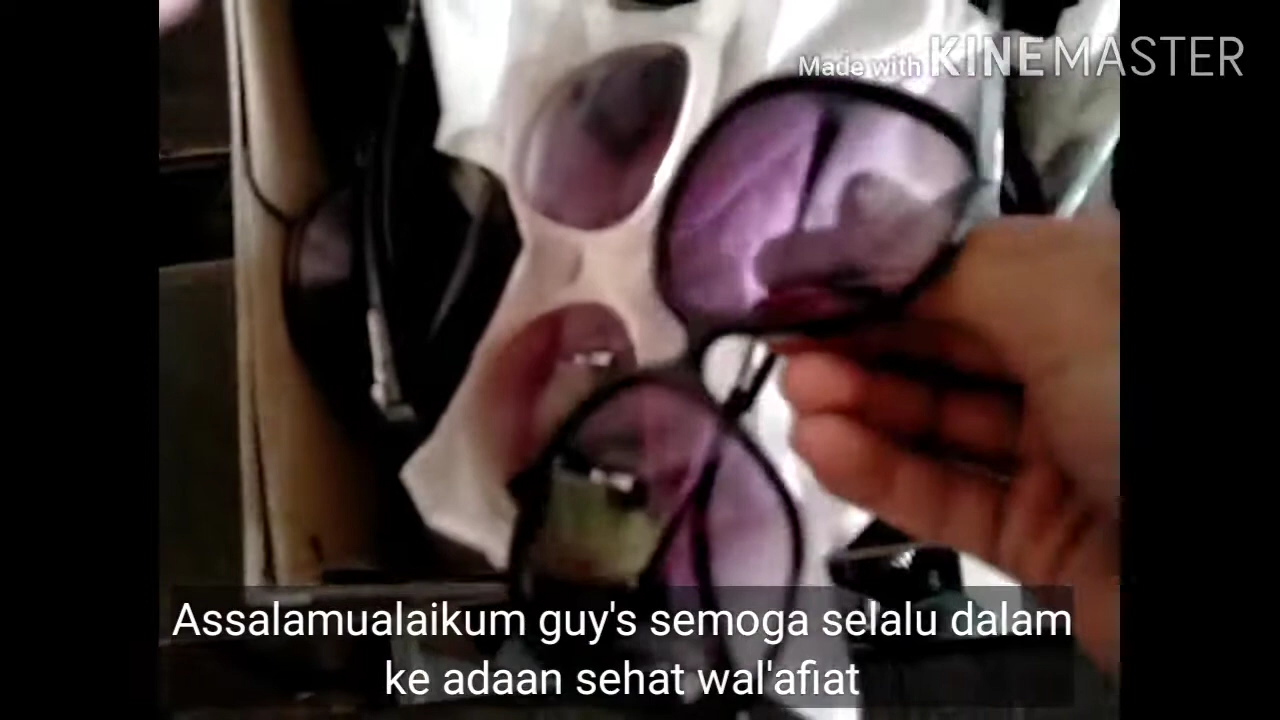 Made with KINEMASTER
Assalamualaikum guy's semoga selalu dalam
ke adaan sehat wal'afiat